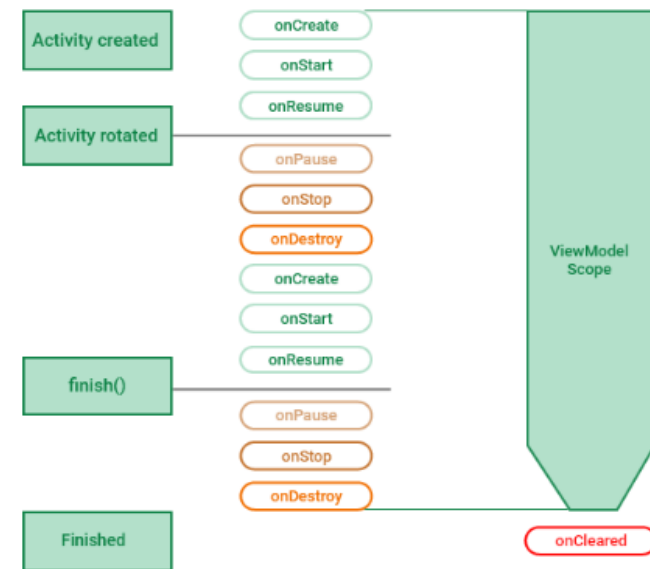 Activity created
onCreate
onStart
onResume
Activity rotated
onPause
onStop
onDestroy
onCreate
onStart
onResume
finish()
onPause
onStop
onDestroy
Finished
ViewModel
Scope
onCleared